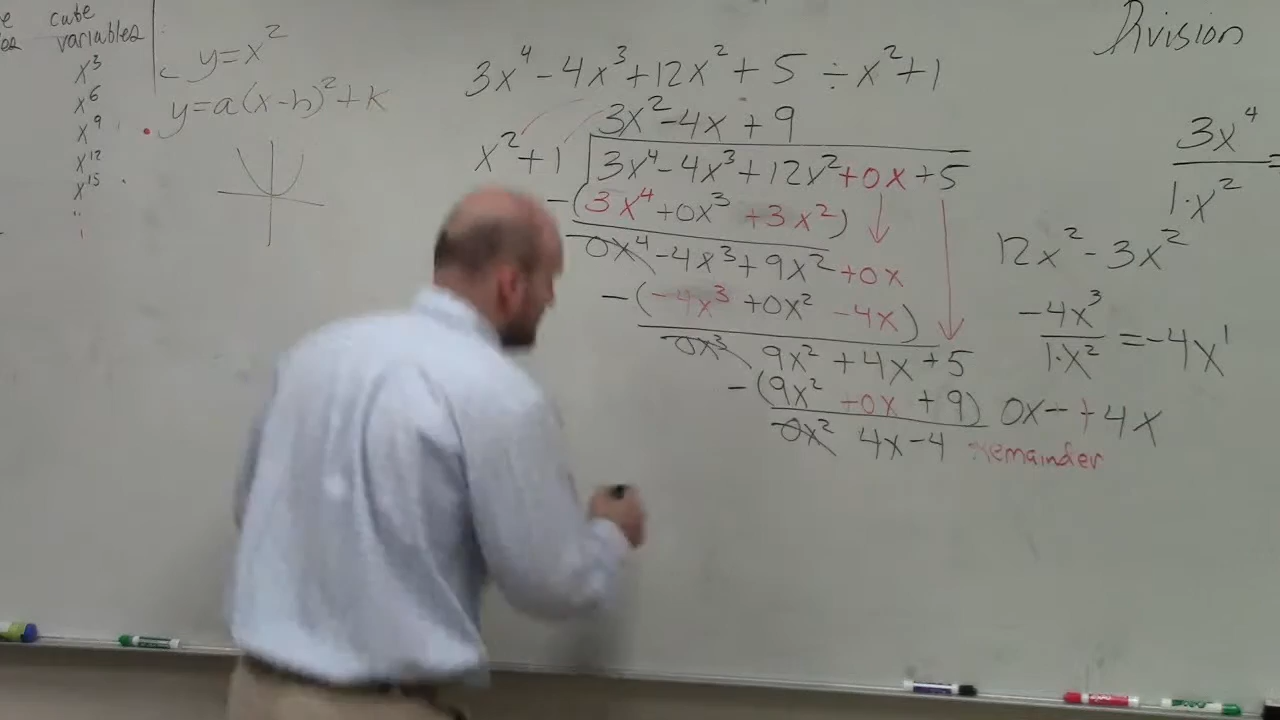 cube
variables
x³
x⁶
x⁹
x¹²
x¹⁵
y=x²
y=a(x-h)²+k
Division
3x⁴-4x³+12x²+5 ÷ x²+1
3x²-4x+9
x²+1 3x⁴-4x³+12x²+0x+5
-(3x⁴+0x³+3x²)
0x⁴-4x³+9x²+0x
-(-4x³+0x²-4x)
0x³ 9x²+4x+5
-(9x²+0x+9)
0x² 4x-4 Remainder
3x⁴
1·x²
=
12x²-3x²
-4x³
1·x²
=-4x¹
0x-+4x